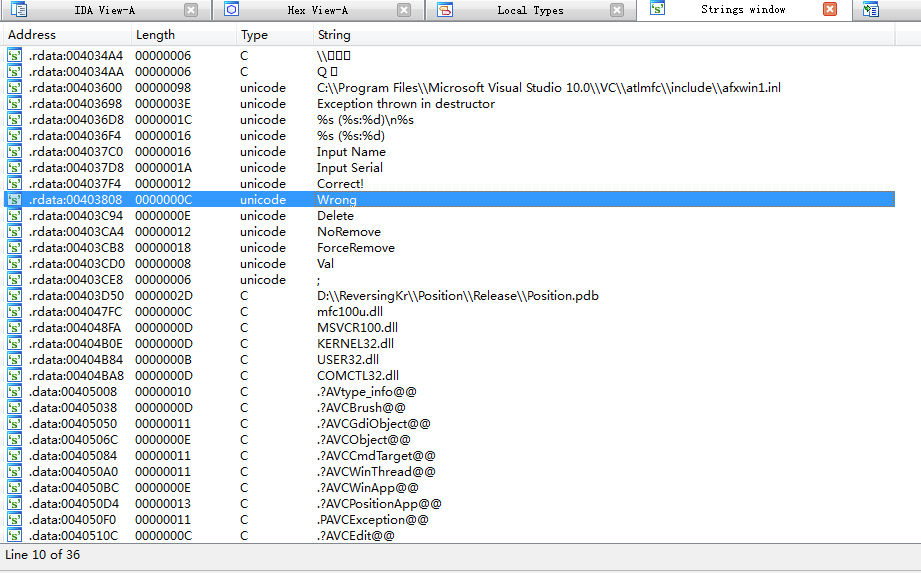 IDA View-A Hex View-A Local Types Strings window
Address Length Type String
's' .rdata:004034A4 00000006 C \\▯▯▯
's' .rdata:004034AA 00000006 C Q ▯
's' .rdata:00403600 00000098 unicode C:\\Program Files\\Microsoft Visual Studio 10.0\\VC\\atlmfc\\include\\afxwin1.inl
's' .rdata:00403698 0000003E unicode Exception thrown in destructor
's' .rdata:004036D8 0000001C unicode %s (%s:%d)\n%s
's' .rdata:004036F4 00000016 unicode %s (%s:%d)
's' .rdata:004037C0 00000016 unicode Input Name
's' .rdata:004037D8 0000001A unicode Input Serial
's' .rdata:004037F4 00000012 unicode Correct!
's' .rdata:00403808 0000000C unicode Wrong
's' .rdata:00403C94 0000000E unicode Delete
's' .rdata:00403CA4 00000012 unicode NoRemove
's' .rdata:00403CB8 00000018 unicode ForceRemove
's' .rdata:00403CD0 00000008 unicode Val
's' .rdata:00403CE8 00000006 unicode ;
's' .rdata:00403D50 0000002D C D:\\ReversingKr\\Position\\Release\\Position.pdb
's' .rdata:004047FC 0000000C C mfc100u.dll
's' .rdata:004048FA 0000000D C MSVCR100.dll
's' .rdata:00404B0E 0000000D C KERNEL32.dll
's' .rdata:00404B84 0000000B C USER32.dll
's' .rdata:00404BA8 0000000D C COMCTL32.dll
's' .data:00405008 00000010 C .?AVtype_info@@
's' .data:00405038 0000000D C .?AVCBrush@@
's' .data:00405050 00000011 C .?AVCGdiObject@@
's' .data:0040506C 0000000E C .?AVCObject@@
's' .data:00405084 00000011 C .?AVCCmdTarget@@
's' .data:004050A0 00000011 C .?AVCWinThread@@
's' .data:004050BC 0000000E C .?AVCWinApp@@
's' .data:004050D4 00000013 C .?AVCPositionApp@@
's' .data:004050F0 00000011 C .PAVCException@@
's' .data:0040510C 0000000C C .?AVCEdit@@
Line 10 of 36